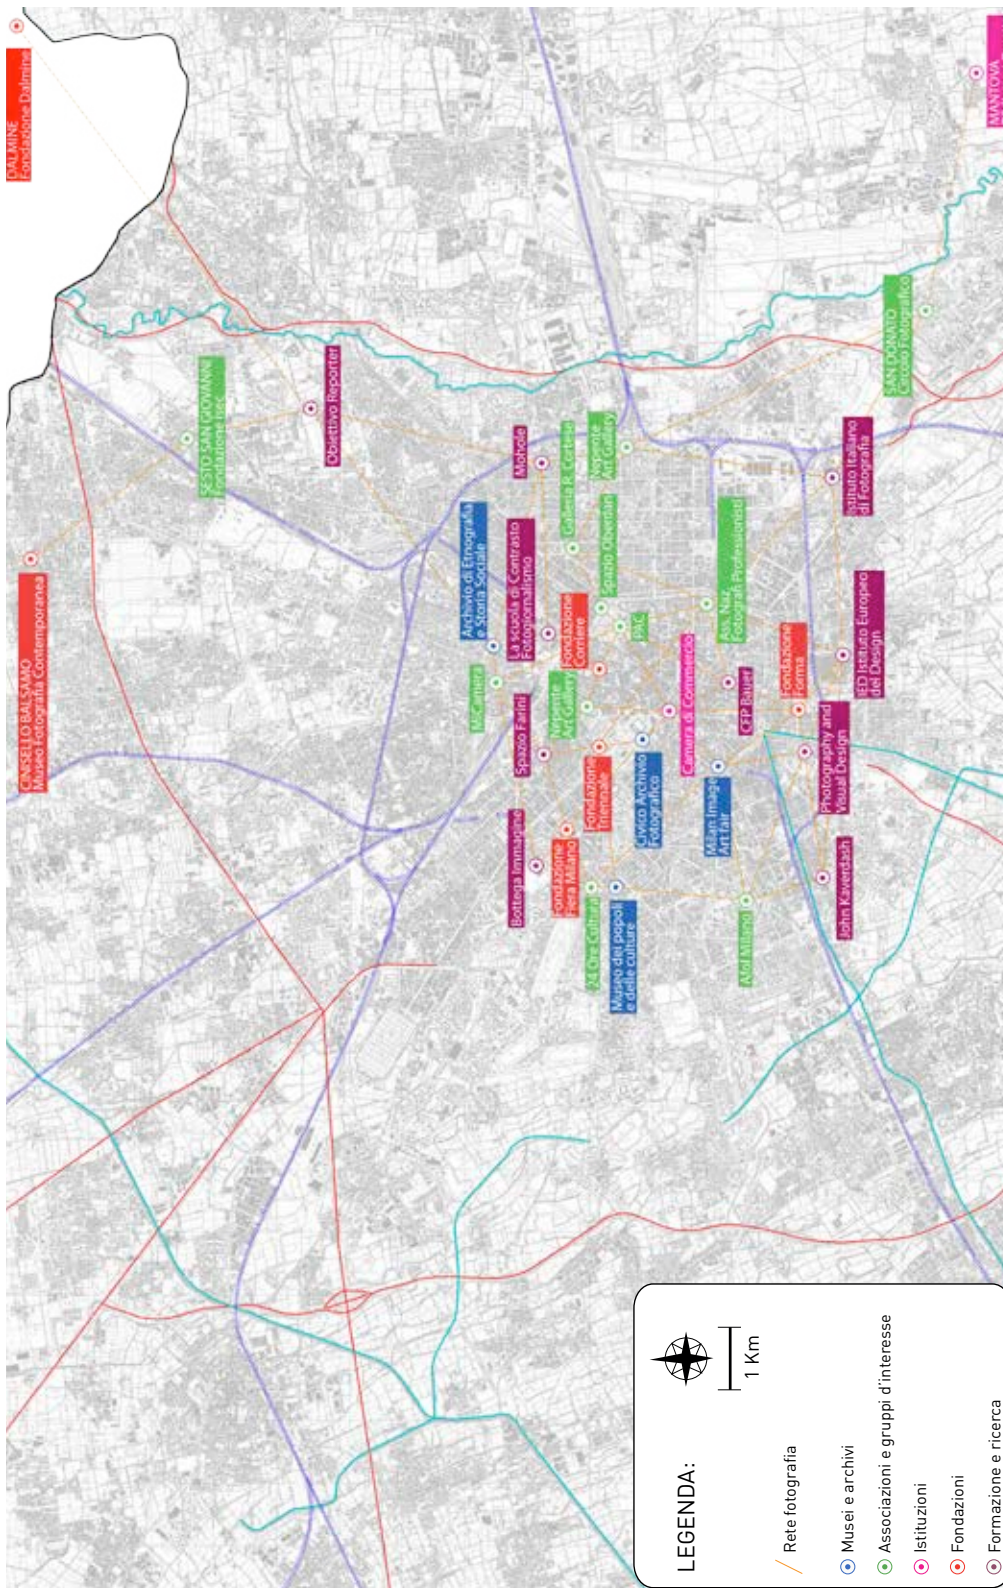 DALMINE
Fondazione Dalmine
CINISELLO BALSAMO
Museo Fotografia Contemporanea
SESTO SAN GIOVANNI
Fondazione Isec
Obiettivo Reporter
Archivio di Etnografia
e Storia Sociale
MiCamera
La scuola di Contrasto
Fotogiornalismo
Mohole
Spazio Farini
Bottega Immagine
Nepente
Art Gallery
Fondazione
Corriere
Galleria R. Cortese
Nepente
Art Gallery
Spazio Oberdan
PAC
Fondazione
Fiera Milano
Fondazione
Triennale
24 Ore Cultura
Museo dei popoli
e delle culture
Civico Archivio
Fotografico
Camera di Commercio
Milan Image
Art fair
Ass. Naz.
Fotografi Professionisti
CFP Bauer
Afol Milano
Fondazione
Forma
Photography and
Visual Design
John Kaverdash
IED Istituto Europeo
del Design
Istituto Italiano
di Fotografia
SAN DONATO
Circolo Fotografico
MANTOVA
LEGENDA:
1 Km
Rete fotografia
Musei e archivi
Associazioni e gruppi d'interesse
Istituzioni
Fondazioni
Formazione e ricerca